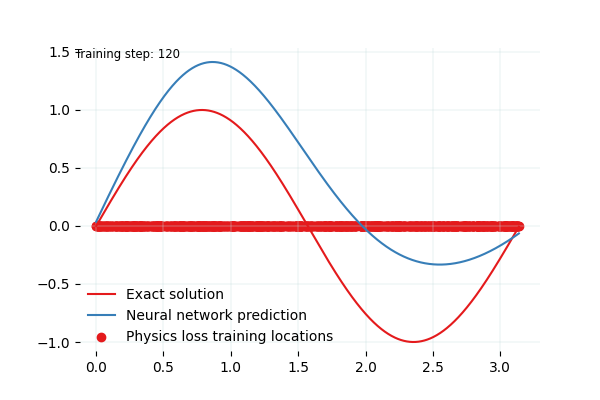 Training step: 120
1.5
1.0
0.5
0.0
−0.5
−1.0
Exact solution
Neural network prediction
Physics loss training locations
0.0 0.5 1.0 1.5 2.0 2.5 3.0